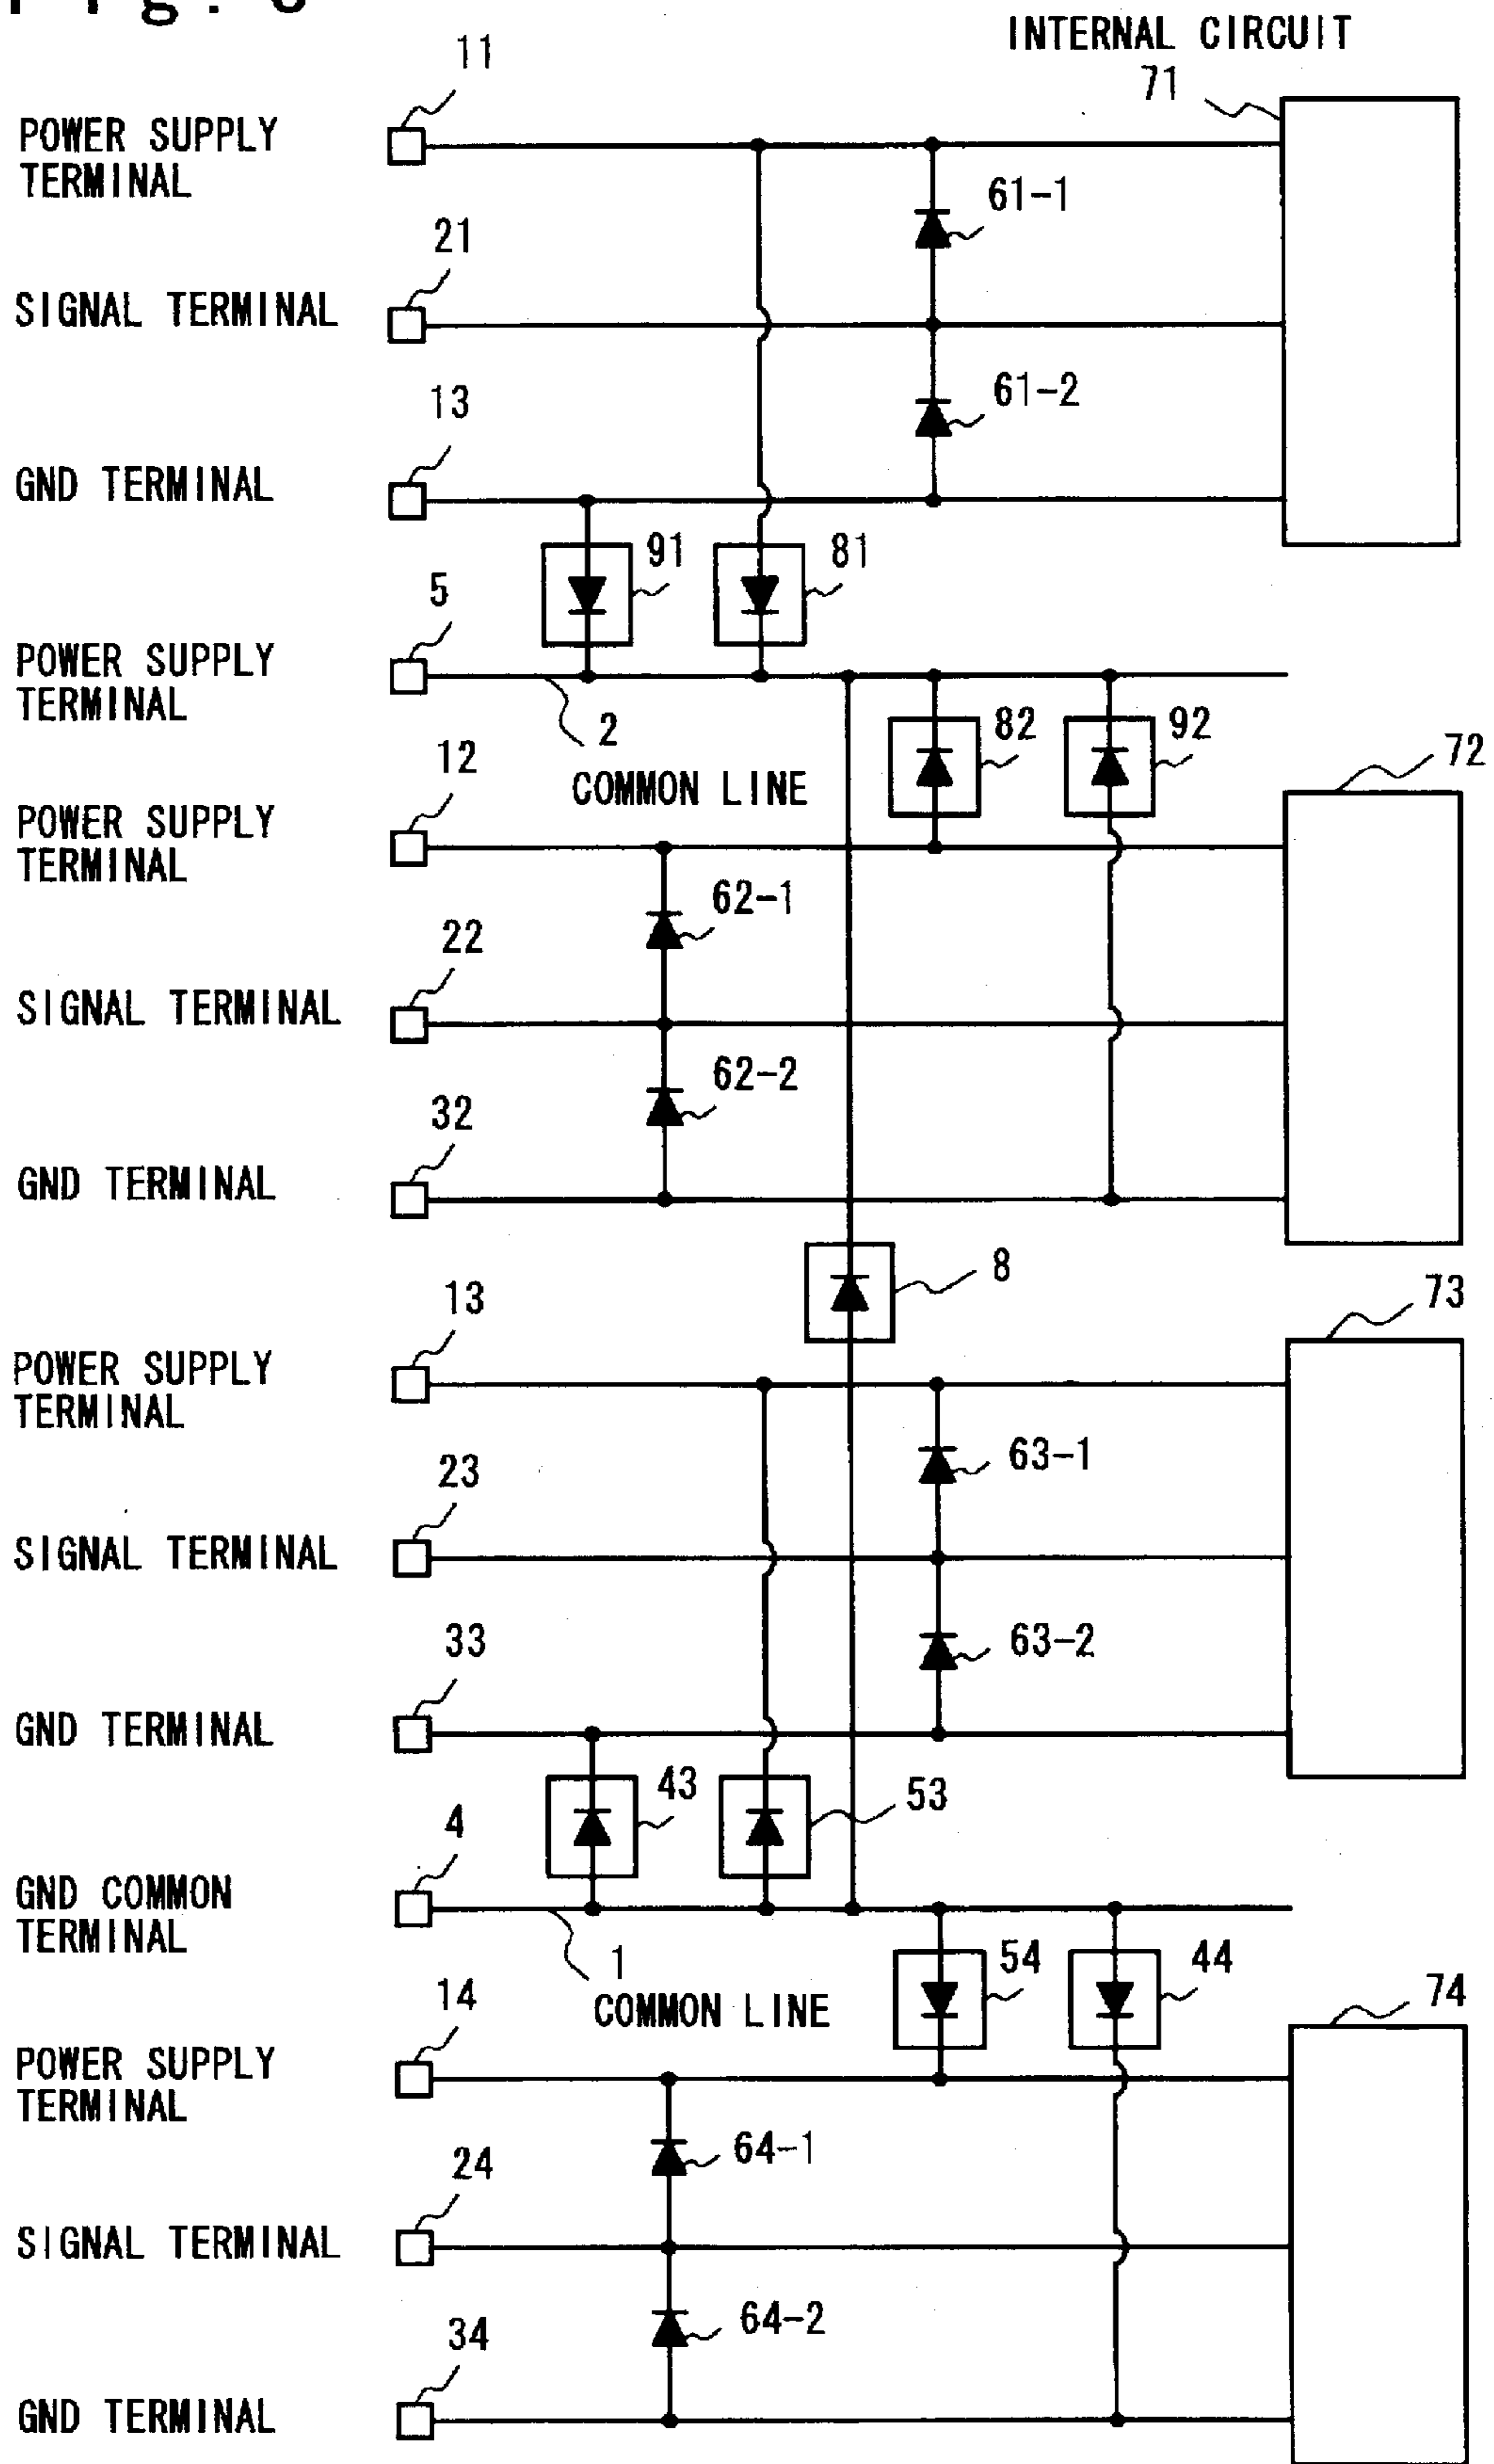 INTERNAL CIRCUIT
11
71
POWER SUPPLY
TERMINAL
61-1
21
SIGNAL TERMINAL
61-2
13
GND TERMINAL
91
81
5
POWER SUPPLY
TERMINAL
2
COMMON LINE
82
92
12
72
POWER SUPPLY
TERMINAL
62-1
22
SIGNAL TERMINAL
62-2
32
GND TERMINAL
8
13
73
POWER SUPPLY
TERMINAL
63-1
23
SIGNAL TERMINAL
63-2
33
GND TERMINAL
43
53
4
GND COMMON
TERMINAL
1
COMMON LINE
54
44
14
74
POWER SUPPLY
TERMINAL
64-1
24
SIGNAL TERMINAL
64-2
34
GND TERMINAL